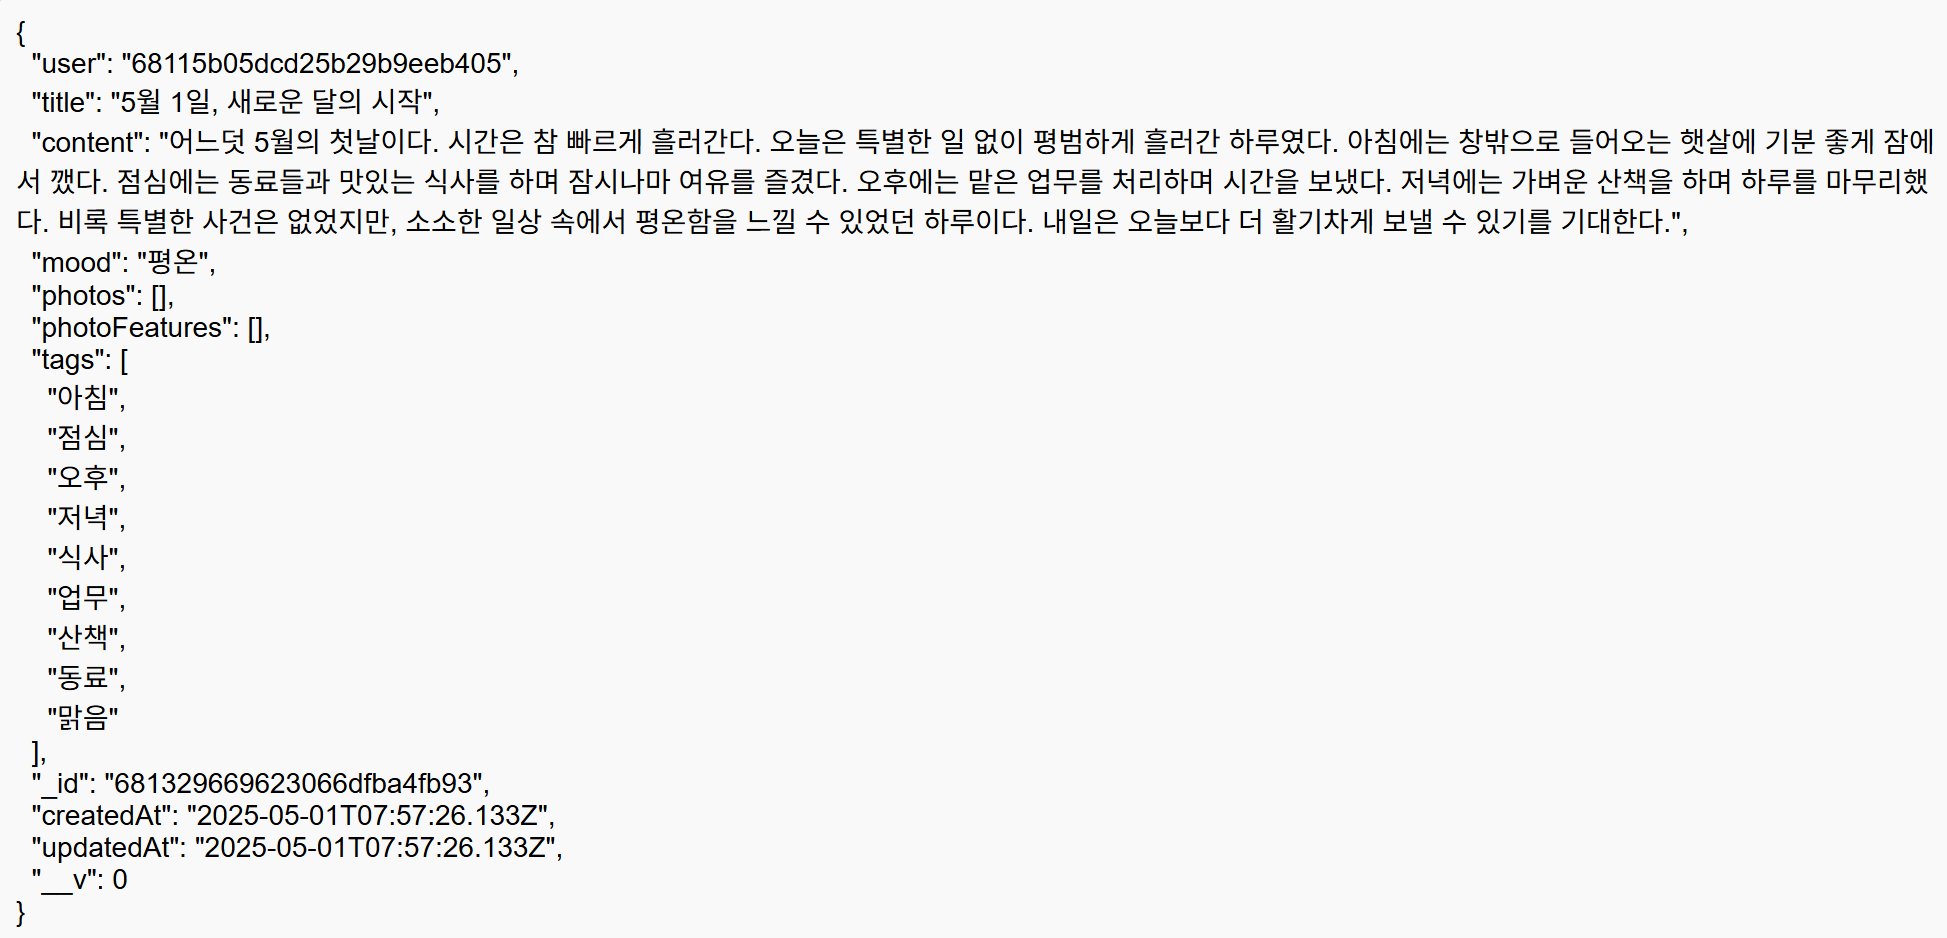 {
"user": "68115b05dcd25b29b9eeb405",
"title": "5월 1일, 새로운 달의 시작",
"content": "어느덧 5월의 첫날이다. 시간은 참 빠르게 흘러간다. 오늘은 특별한 일 없이 평범하게 흘러간 하루였다. 아침에는 창밖으로 들어오는 햇살에 기분 좋게 잠에
서 깼다. 점심에는 동료들과 맛있는 식사를 하며 잠시나마 여유를 즐겼다. 오후에는 맡은 업무를 처리하며 시간을 보냈다. 저녁에는 가벼운 산책을 하며 하루를 마무리했
다. 비록 특별한 사건은 없었지만, 소소한 일상 속에서 평온함을 느낄 수 있었던 하루이다. 내일은 오늘보다 더 활기차게 보낼 수 있기를 기대한다.",
"mood": "평온",
"photos": [],
"photoFeatures": [],
"tags": [
"아침",
"점심",
"오후",
"저녁",
"식사",
"업무",
"산책",
"동료",
"맑음"
],
"_id": "681329669623066dfba4fb93",
"createdAt": "2025-05-01T07:57:26.133Z",
"updatedAt": "2025-05-01T07:57:26.133Z",
"__v": 0
}